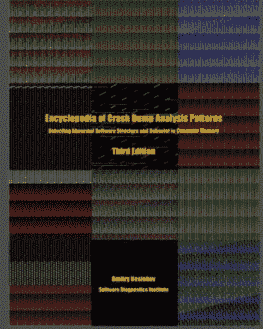 Encyclopedia of Crash Dump Analysis Patterns
Detecting Abnormal Software Structure and Behavior in Computer Memory
Third Edition
Dmitry Vostokov
Software Diagnostics Institute